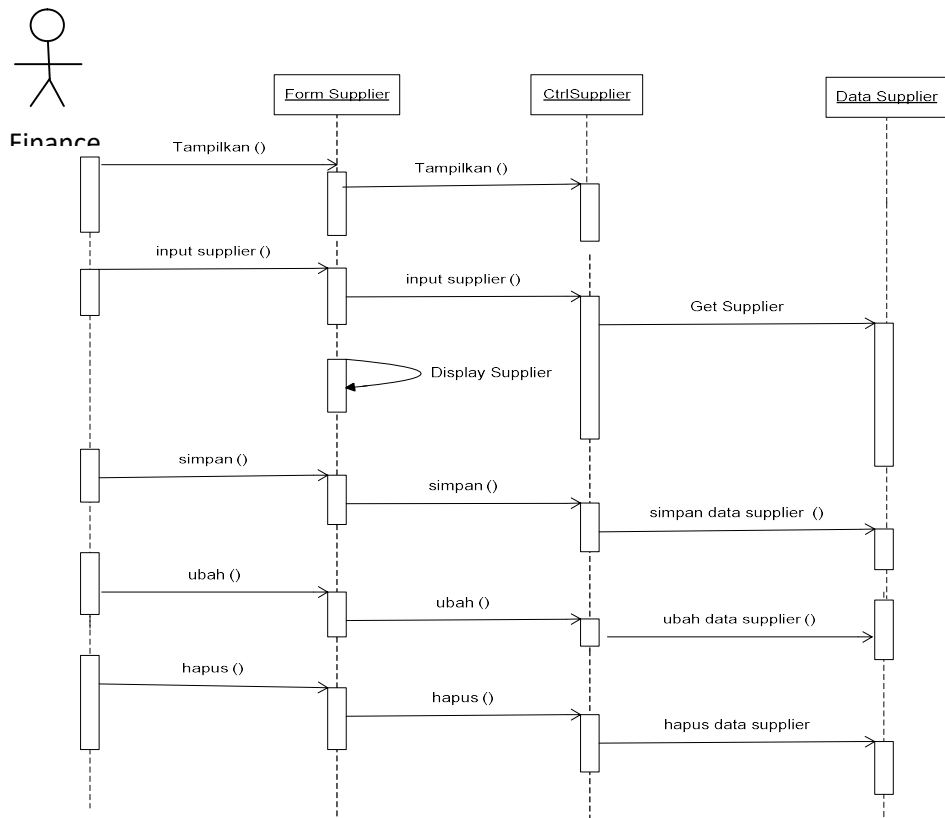 Form Supplier
CtrlSupplier
Data Supplier
Finance
Tampilkan ()
Tampilkan ()
input supplier ()
input supplier ()
Get Supplier
Display Supplier
simpan ()
simpan ()
simpan data supplier  ()
ubah ()
ubah ()
ubah data supplier ()
hapus ()
hapus ()
hapus data supplier